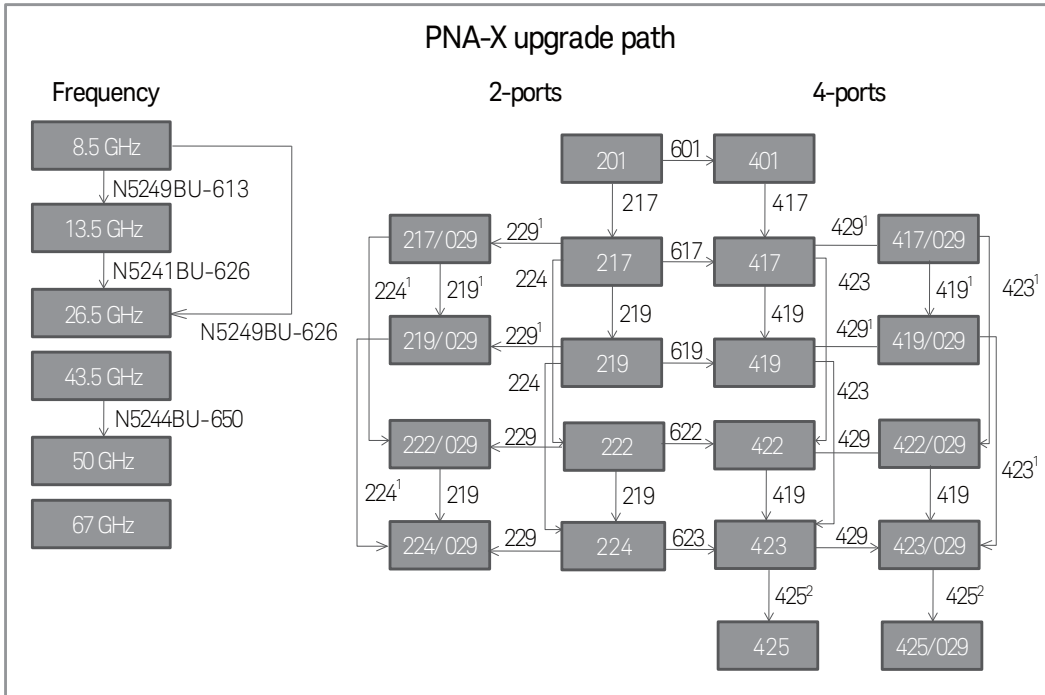 PNA-X upgrade path
Frequency
2-ports
4-ports
8.5 GHz
N5249BU-613
13.5 GHz
N5241BU-626
26.5 GHz
N5249BU-626
43.5 GHz
N5244BU-650
50 GHz
67 GHz
201 601 401
217 417
217/029 229¹ 217 617 417 429¹ 417/029
224¹ 219¹ 224 219 419 423 419¹ 423¹
219/029 229¹ 219 619 419 429¹ 419/029
224 423
222/029 229 222 622 422 429 422/029
224¹ 219 219 419 419 423¹
224/029 229 224 623 423 429 423/029
425² 425²
425 425/029